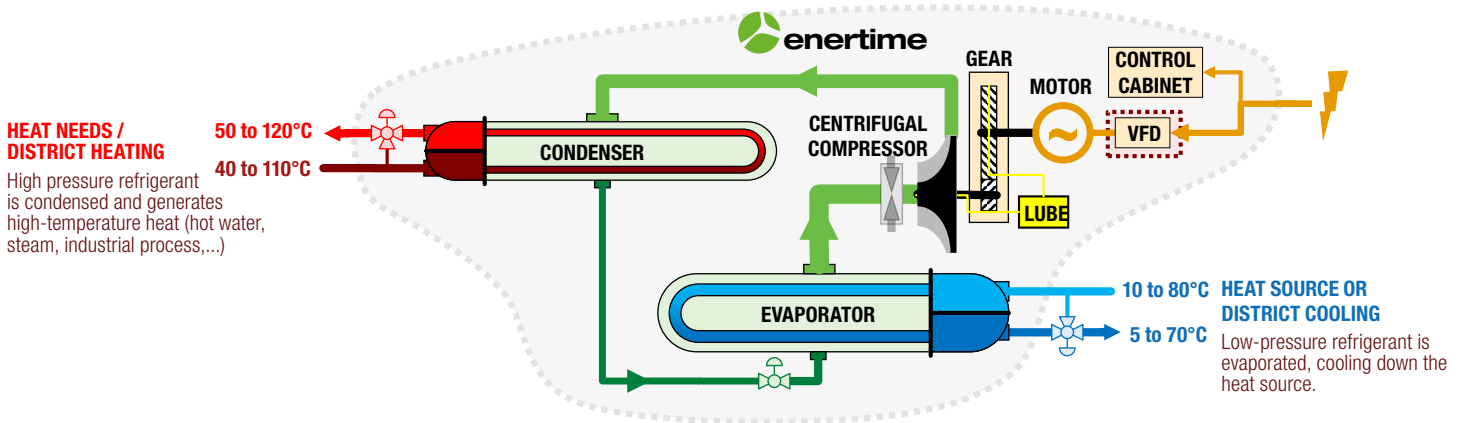 enertime
GEAR
MOTOR
CONTROL
CABINET
VFD
CENTRIFUGAL
COMPRESSOR
LUBE
HEAT NEEDS /
DISTRICT HEATING
High pressure refrigerant
is condensed and generates
high-temperature heat (hot water,
steam, industrial process,...)
50 to 120°C
40 to 110°C
CONDENSER
EVAPORATOR
10 to 80°C
5 to 70°C
HEAT SOURCE OR
DISTRICT COOLING
Low-pressure refrigerant is
evaporated, cooling down the
heat source.